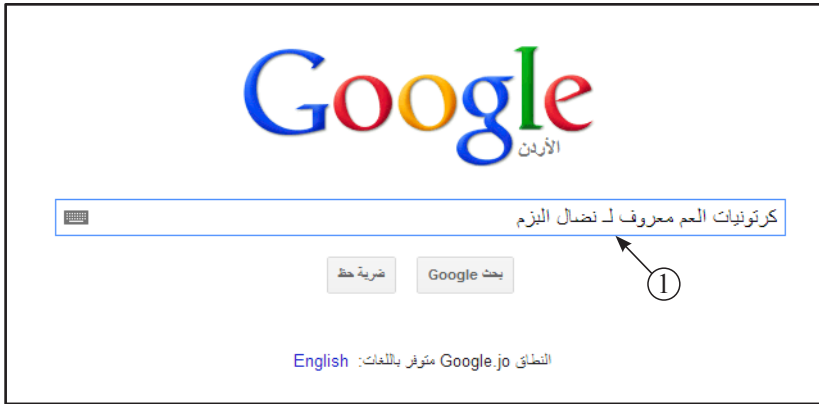 Google
الأردن
كرتونيات العم معروف لـ نضال البزم
بحث Google ضربة حظ
1
النطاق Google.jo متوفر باللغات: English